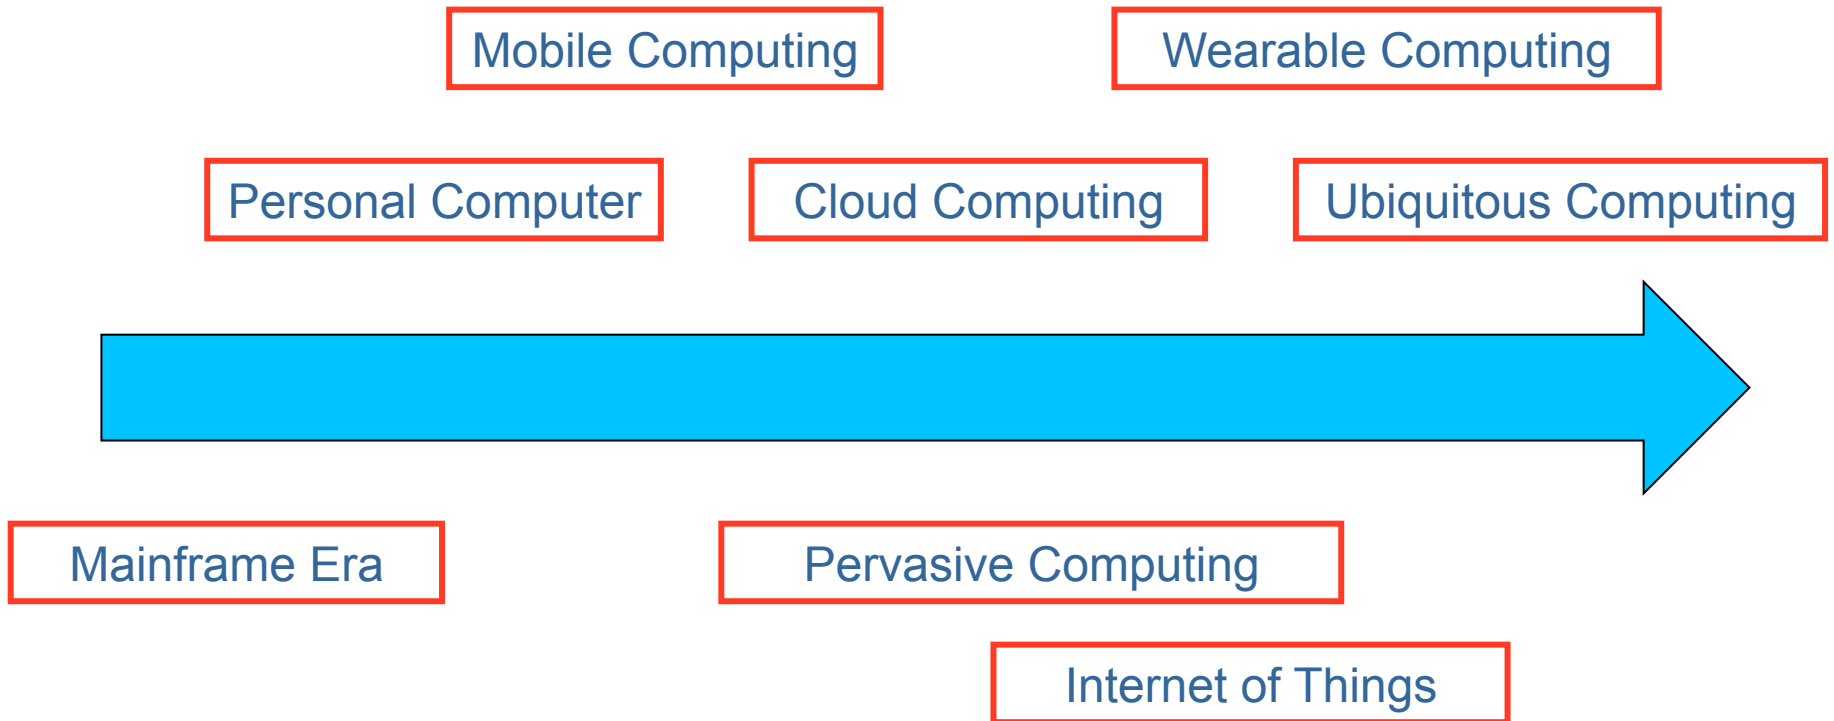 Mobile Computing
Wearable Computing
Personal Computer
Cloud Computing
Ubiquitous Computing
Mainframe Era
Pervasive Computing
Internet of Things